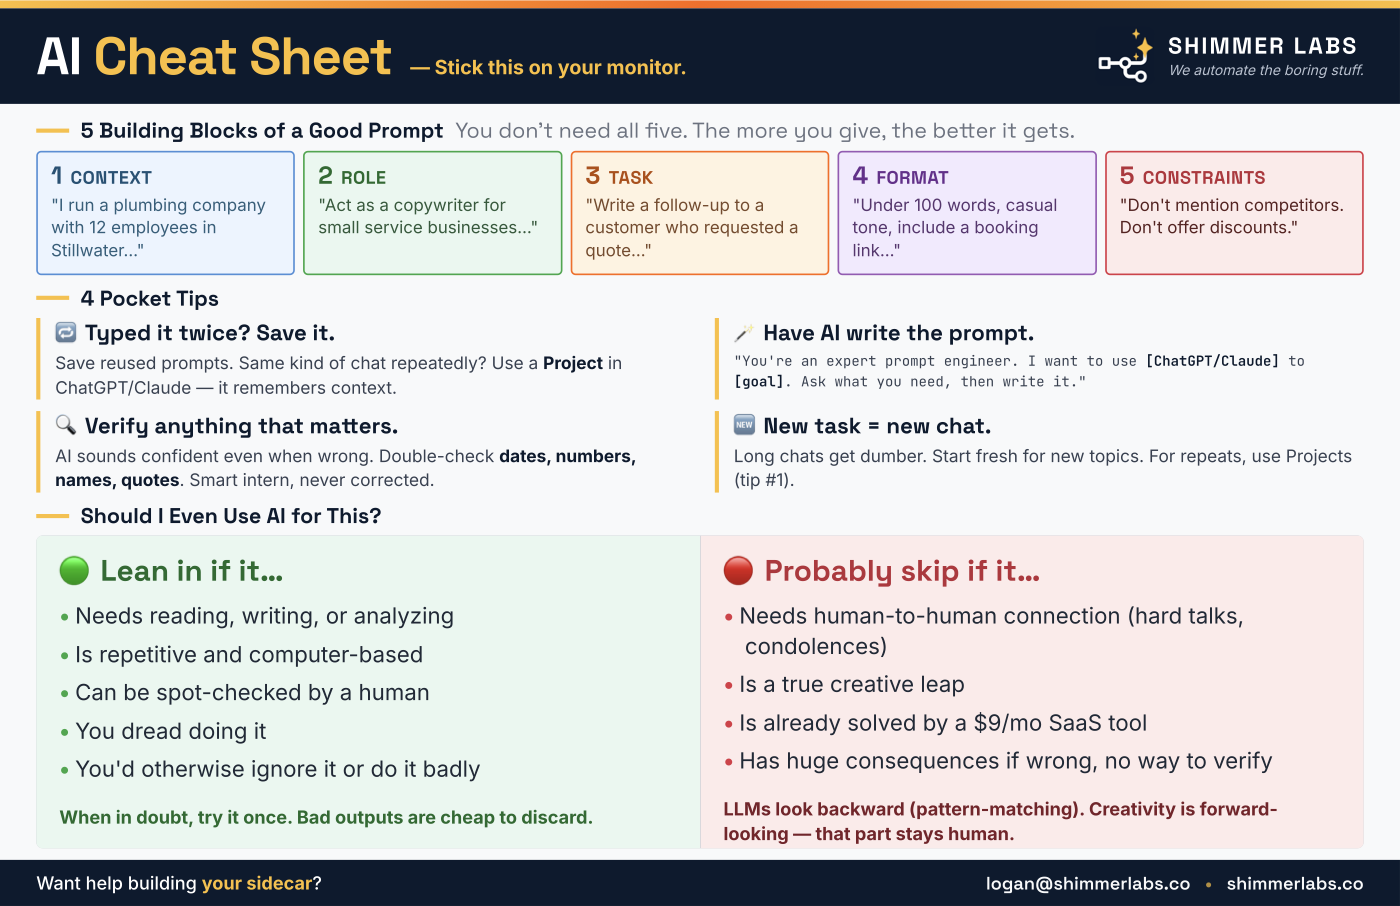 AI Cheat Sheet — Stick this on your monitor.
SHIMMER LABS
We automate the boring stuff.
5 Building Blocks of a Good Prompt You don't need all five. The more you give, the better it gets.
1 CONTEXT
"I run a plumbing company
with 12 employees in
Stillwater..."
2 ROLE
"Act as a copywriter for
small service businesses..."
3 TASK
"Write a follow-up to a
customer who requested a
quote..."
4 FORMAT
"Under 100 words, casual
tone, include a booking
link..."
5 CONSTRAINTS
"Don't mention competitors.
Don't offer discounts."
4 Pocket Tips
Typed it twice? Save it.
Save reused prompts. Same kind of chat repeatedly? Use a Project in
ChatGPT/Claude — it remembers context.
Have AI write the prompt.
"You're an expert prompt engineer. I want to use [ChatGPT/Claude] to
[goal]. Ask what you need, then write it."
Verify anything that matters.
AI sounds confident even when wrong. Double-check dates, numbers,
names, quotes. Smart intern, never corrected.
NEW New task = new chat.
Long chats get dumber. Start fresh for new topics. For repeats, use Projects
(tip #1).
Should I Even Use AI for This?
Lean in if it...
• Needs reading, writing, or analyzing
• Is repetitive and computer-based
• Can be spot-checked by a human
• You dread doing it
• You'd otherwise ignore it or do it badly
When in doubt, try it once. Bad outputs are cheap to discard.
Probably skip if it...
• Needs human-to-human connection (hard talks,
condolences)
• Is a true creative leap
• Is already solved by a $9/mo SaaS tool
• Has huge consequences if wrong, no way to verify
LLMs look backward (pattern-matching). Creativity is forward-
looking — that part stays human.
Want help building your sidecar?
logan@shimmerlabs.co • shimmerlabs.co